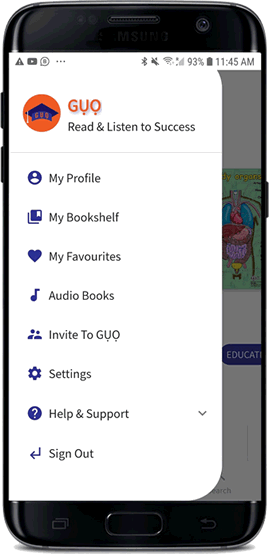 SAMSUNG
93% 11:45 AM
GỤỌ
Read & Listen to Success
My Profile
My Bookshelf
My Favourites
Audio Books
Invite To GỤỌ
Settings
Help & Support
Sign Out
EDUCATI
earch